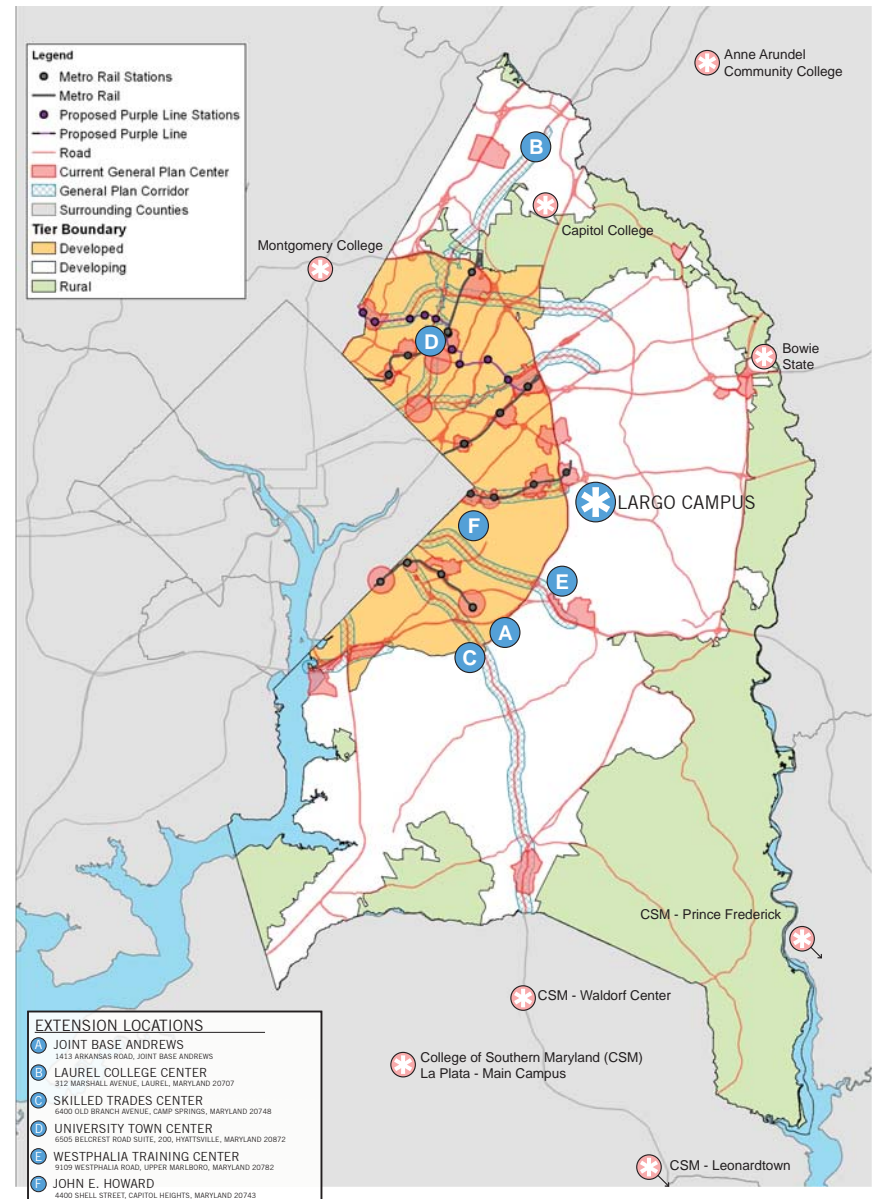 Legend
Metro Rail Stations
Metro Rail
Proposed Purple Line Stations
Proposed Purple Line
Road
Current General Plan Center
General Plan Corridor
Surrounding Counties
Tier Boundary
Developed
Developing
Rural
Anne Arundel
Community College
B
Capitol College
Montgomery College
D
Bowie
State
LARGO CAMPUS
F
E
A
C
CSM - Prince Frederick
CSM - Waldorf Center
College of Southern Maryland (CSM)
La Plata - Main Campus
CSM - Leonardtown
EXTENSION LOCATIONS
A JOINT BASE ANDREWS
1413 ARKANSAS ROAD, JOINT BASE ANDREWS
B LAUREL COLLEGE CENTER
312 MARSHALL AVENUE, LAUREL, MARYLAND 20707
C SKILLED TRADES CENTER
6400 OLD BRANCH AVENUE, CAMP SPRINGS, MARYLAND 20748
D UNIVERSITY TOWN CENTER
6505 BELCREST ROAD SUITE, 200, HYATTSVILLE, MARYLAND 20872
E WESTPHALIA TRAINING CENTER
9109 WESTPHALIA ROAD, UPPER MARLBORO, MARYLAND 20782
F JOHN E. HOWARD
4400 SHELL STREET, CAPITOL HEIGHTS, MARYLAND 20743